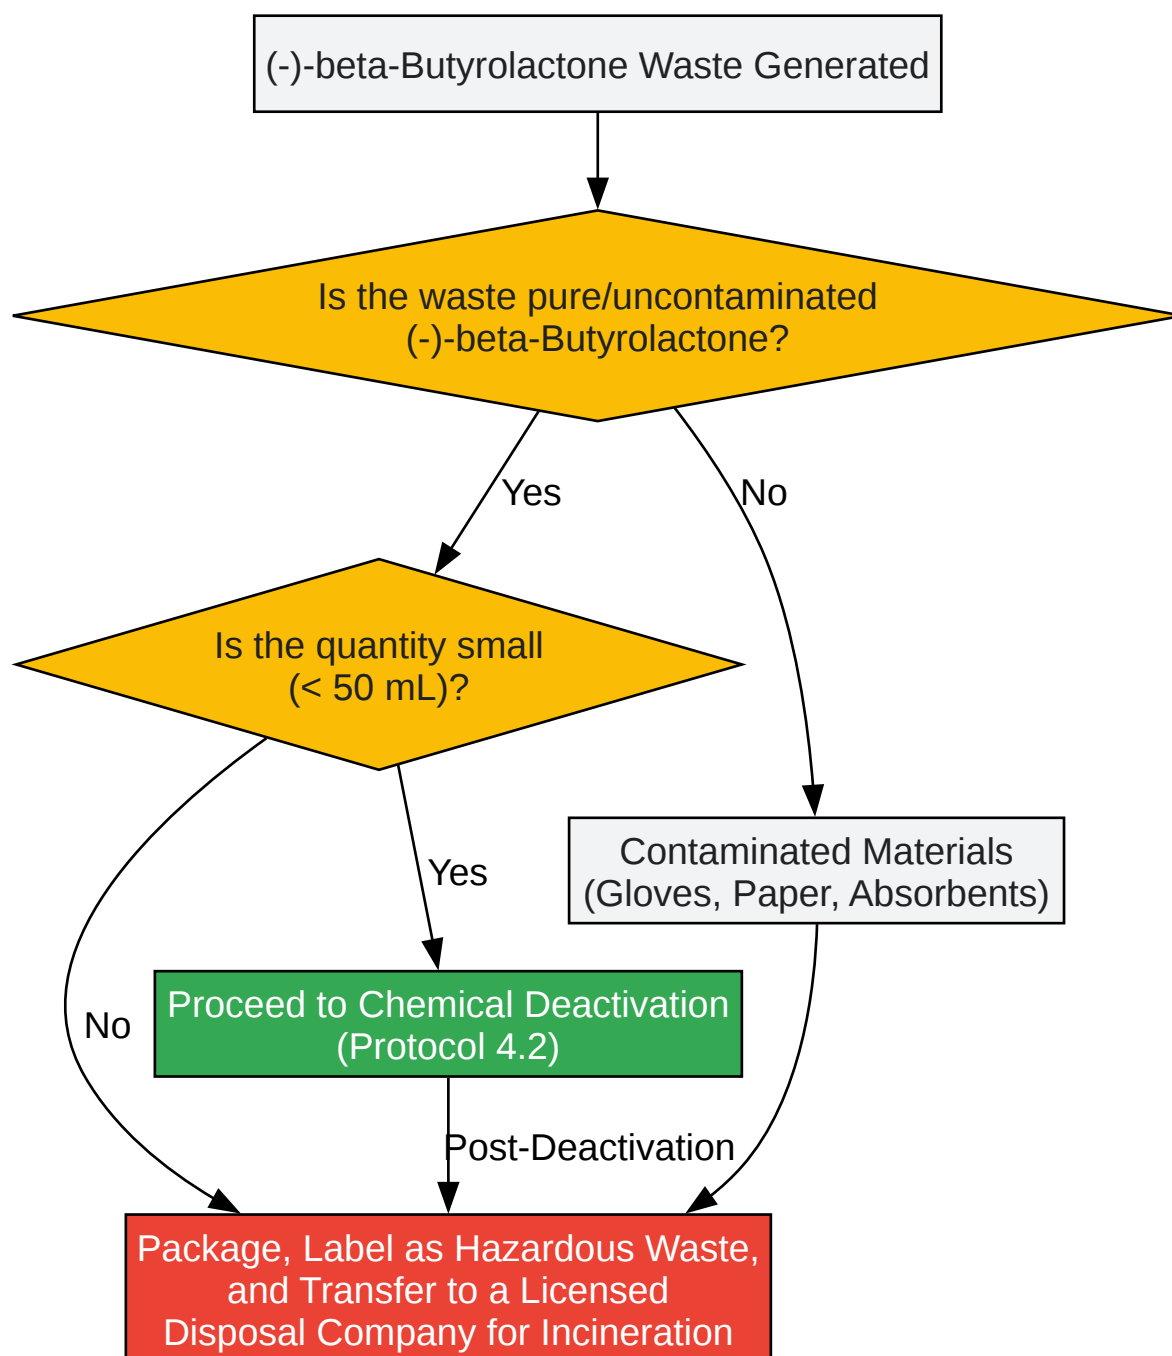 (-)-beta-Butyrolactone Waste Generated
Is the waste pure/uncontaminated
(-)-beta-Butyrolactone?
Yes
No
Is the quantity small
(< 50 mL)?
Yes
Contaminated Materials
(Gloves, Paper, Absorbents)
No
Proceed to Chemical Deactivation
(Protocol 4.2)
Post-Deactivation
Package, Label as Hazardous Waste,
and Transfer to a Licensed
Disposal Company for Incineration